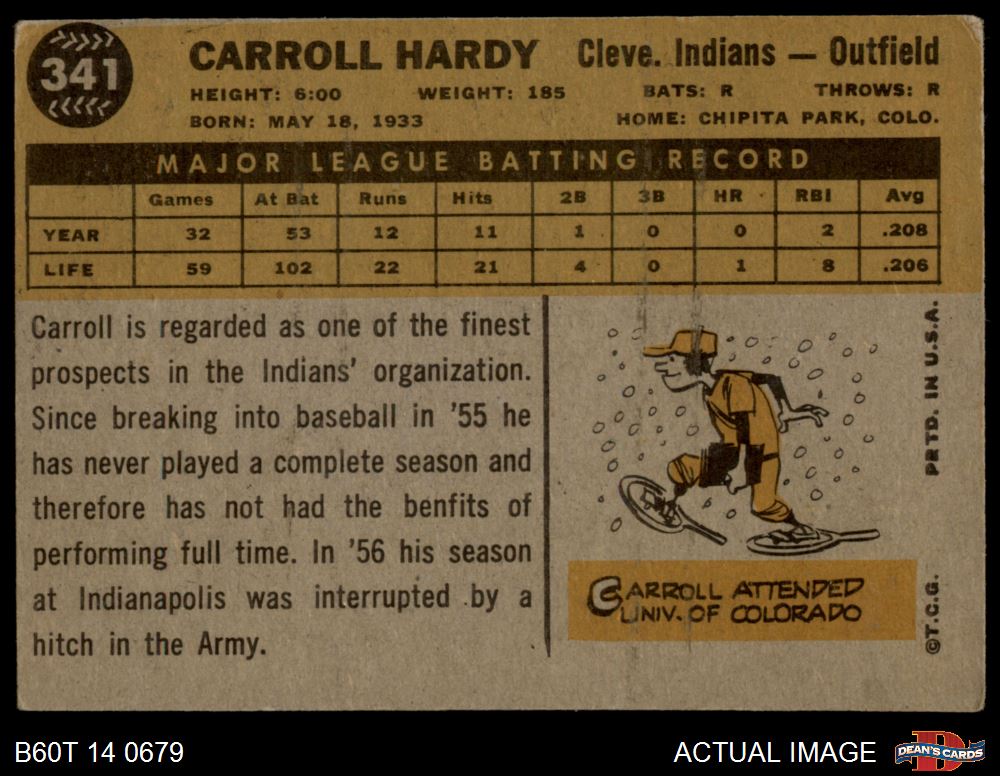 341
CARROLL HARDY Cleve. Indians — Outfield
HEIGHT: 6:00 WEIGHT: 185 BATS: R THROWS: R
BORN: MAY 18, 1933 HOME: CHIPITA PARK, COLO.
MAJOR LEAGUE BATTING RECORD
Games At Bat Runs Hits 2B 3B HR RBI Avg
YEAR 32 53 12 11 1 0 0 2 .208
LIFE 59 102 22 21 4 0 1 8 .206
Carroll is regarded as one of the finest
prospects in the Indians' organization.
Since breaking into baseball in '55 he
has never played a complete season and
therefore has not had the benfits of
performing full time. In '56 his season
at Indianapolis was interrupted by a
hitch in the Army.
CARROLL ATTENDED
UNIV. OF COLORADO
©T.C.G. PRTD. IN U.S.A.
B60T 14 0679 ACTUAL IMAGE DEAN'S CARDS